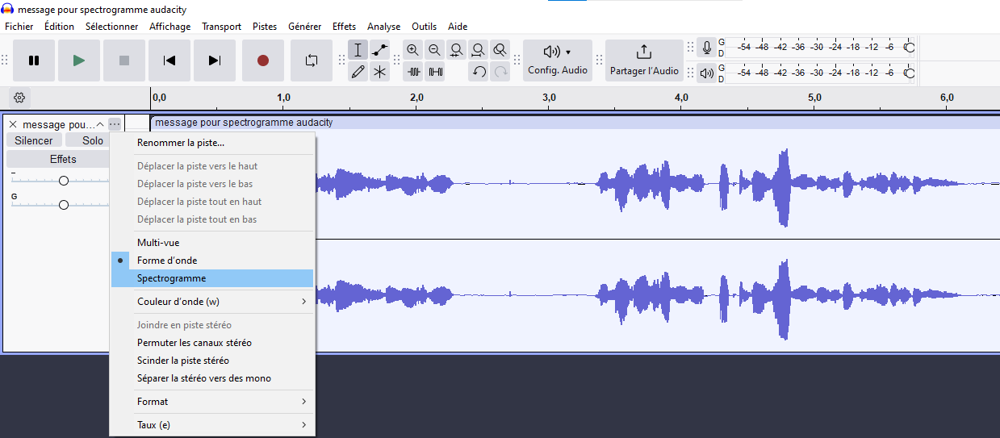 message pour spectrogramme audacity
Fichier Édition Sélectionner Affichage Transport Pistes Générer Effets Analyse Outils Aide
Config. Audio
Partager l'Audio
G
D
-54 -48 -42 -36 -30 -24 -18 -12 -6 0
G
D
-54 -48 -42 -36 -30 -24 -18 -12 -6 0
0,0 1,0 2,0 3,0 4,0 5,0 6,0
message pou...
message pour spectrogramme audacity
Silencer Solo
Effets
-
G
Renommer la piste...
Déplacer la piste vers le haut
Déplacer la piste vers le bas
Déplacer la piste tout en haut
Déplacer la piste tout en bas
Multi-vue
Forme d'onde
Spectrogramme
Couleur d'onde (w)
Joindre en piste stéréo
Permuter les canaux stéréo
Scinder la piste stéréo
Séparer la stéréo vers des mono
Format
Taux (e)